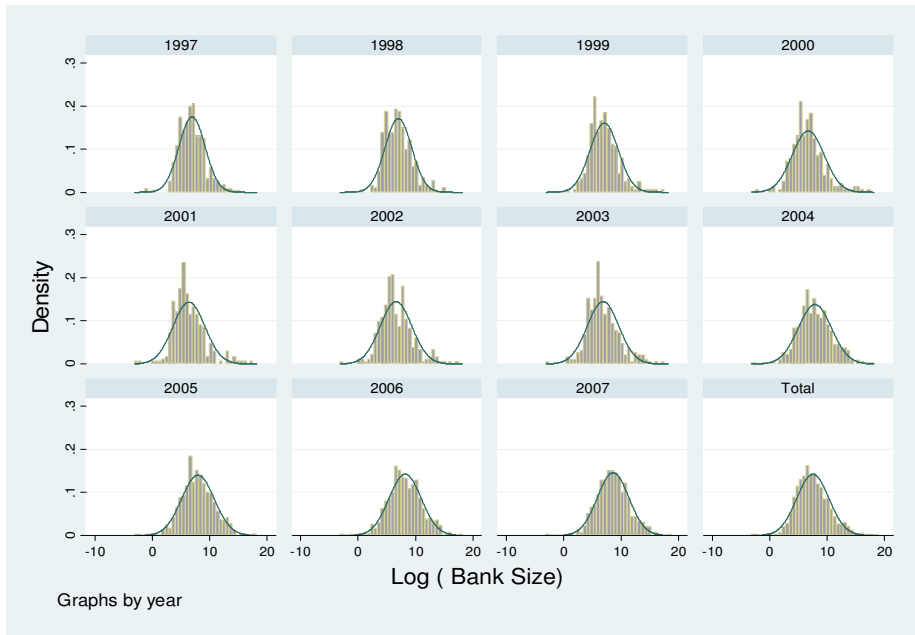 1997 1998 1999 2000
0 .1 .2 .3
2001 2002 2003 2004
0 .1 .2 .3
Density
2005 2006 2007 Total
0 .1 .2 .3
-10 0 10 20 -10 0 10 20 -10 0 10 20 -10 0 10 20
Log ( Bank Size)
Graphs by year